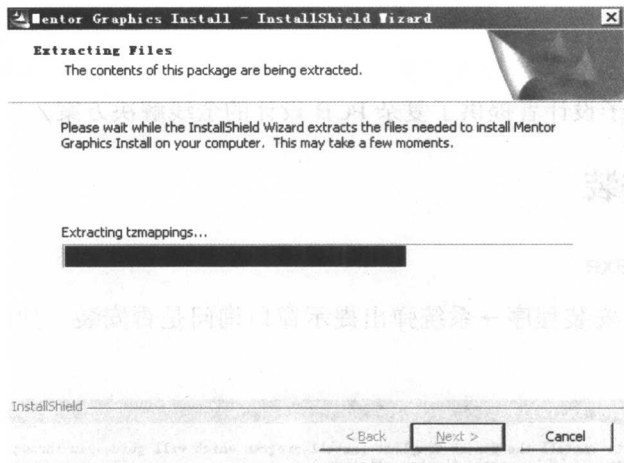 Mentor Graphics Install - InstallShield Wizard
Extracting Files
The contents of this package are being extracted.
Please wait while the InstallShield Wizard extracts the files needed to install Mentor
Graphics Install on your computer. This may take a few moments.
Extracting tzmappings...
InstallShield
< Back
Next >
Cancel